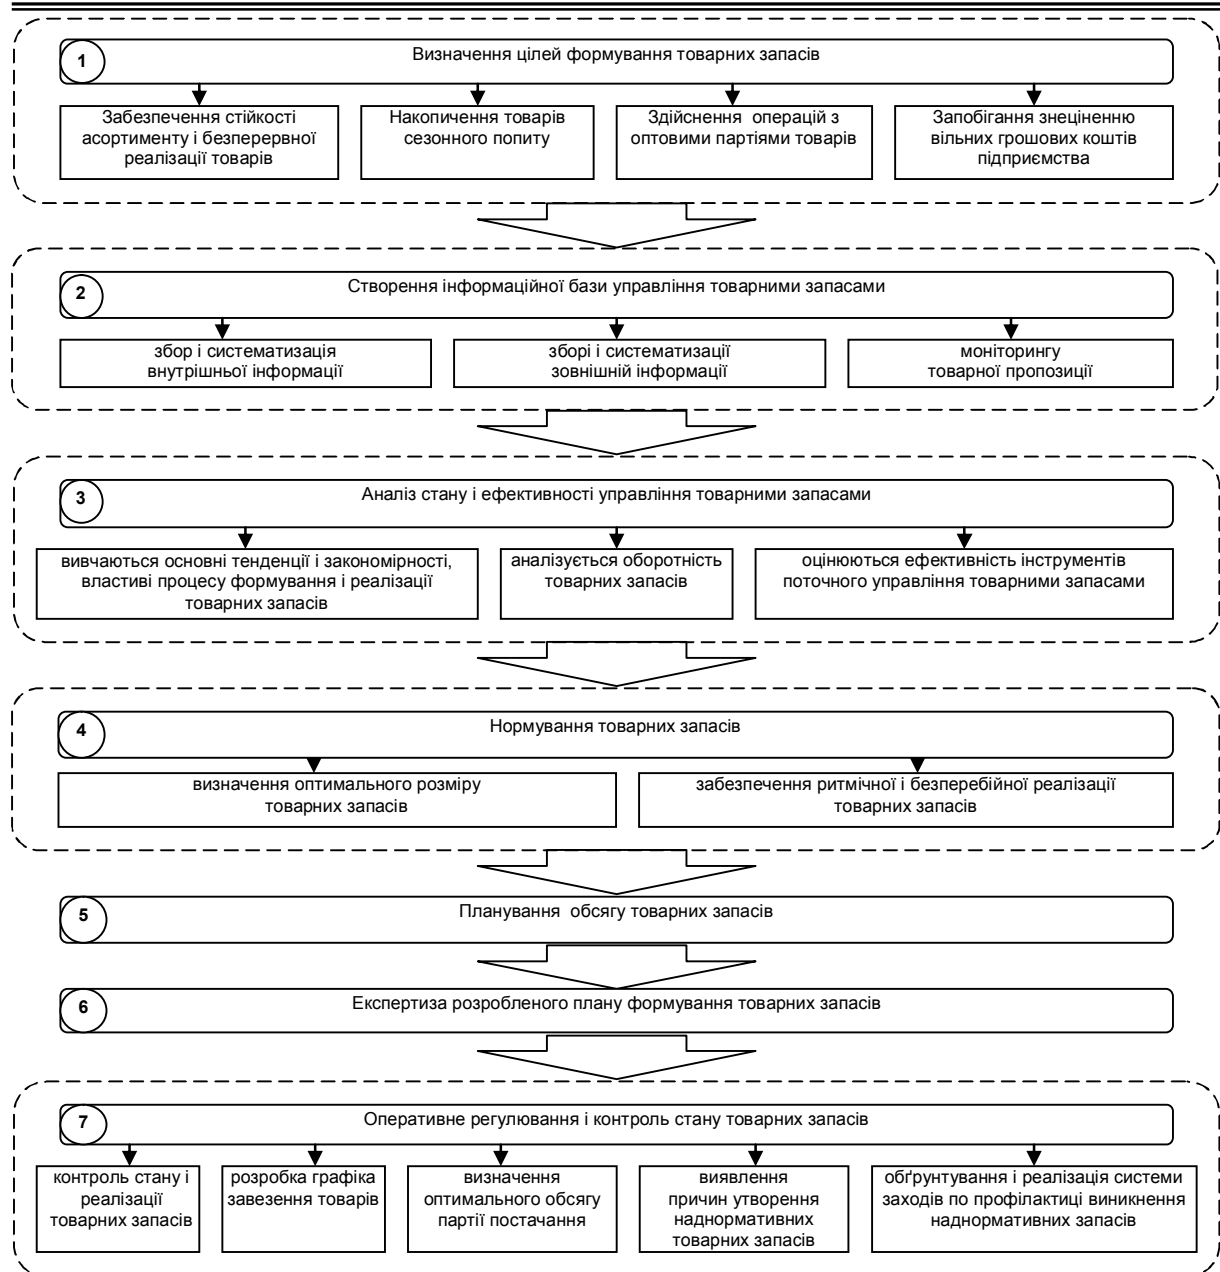 1
Визначення цілей формування товарних запасів
Забезпечення стійкості
асортименту і безперервної
реалізації товарів
Накопичення товарів
сезонного попиту
Здійснення операцій з
оптовими партіями товарів
Запобігання знеціненню
вільних грошових коштів
підприємства
2
Створення інформаційної бази управління товарними запасами
збор і систематизація
внутрішньої інформації
зборі і систематизації
зовнішній інформації
моніторингу
товарної пропозиції
3
Аналіз стану і ефективності управління товарними запасами
вивчаються основні тенденції і закономірності,
властиві процесу формування і реалізації
товарних запасів
аналізується оборотність
товарних запасів
оцінюються ефективність інструментів
поточного управління товарними запасами
4
Нормування товарних запасів
визначення оптимального розміру
товарних запасів
забезпечення ритмічної і безперебійної реалізації
товарних запасів
5
Планування обсягу товарних запасів
6
Експертиза розробленого плану формування товарних запасів
7
Оперативне регулювання і контроль стану товарних запасів
контроль стану і
реалізації
товарних запасів
розробка графіка
завезення товарів
визначення
оптимального обсягу
партії постачання
виявлення
причин утворення
наднормативних
товарних запасів
обґрунтування і реалізація системи
заходів по профілактиці виникнення
наднормативних запасів